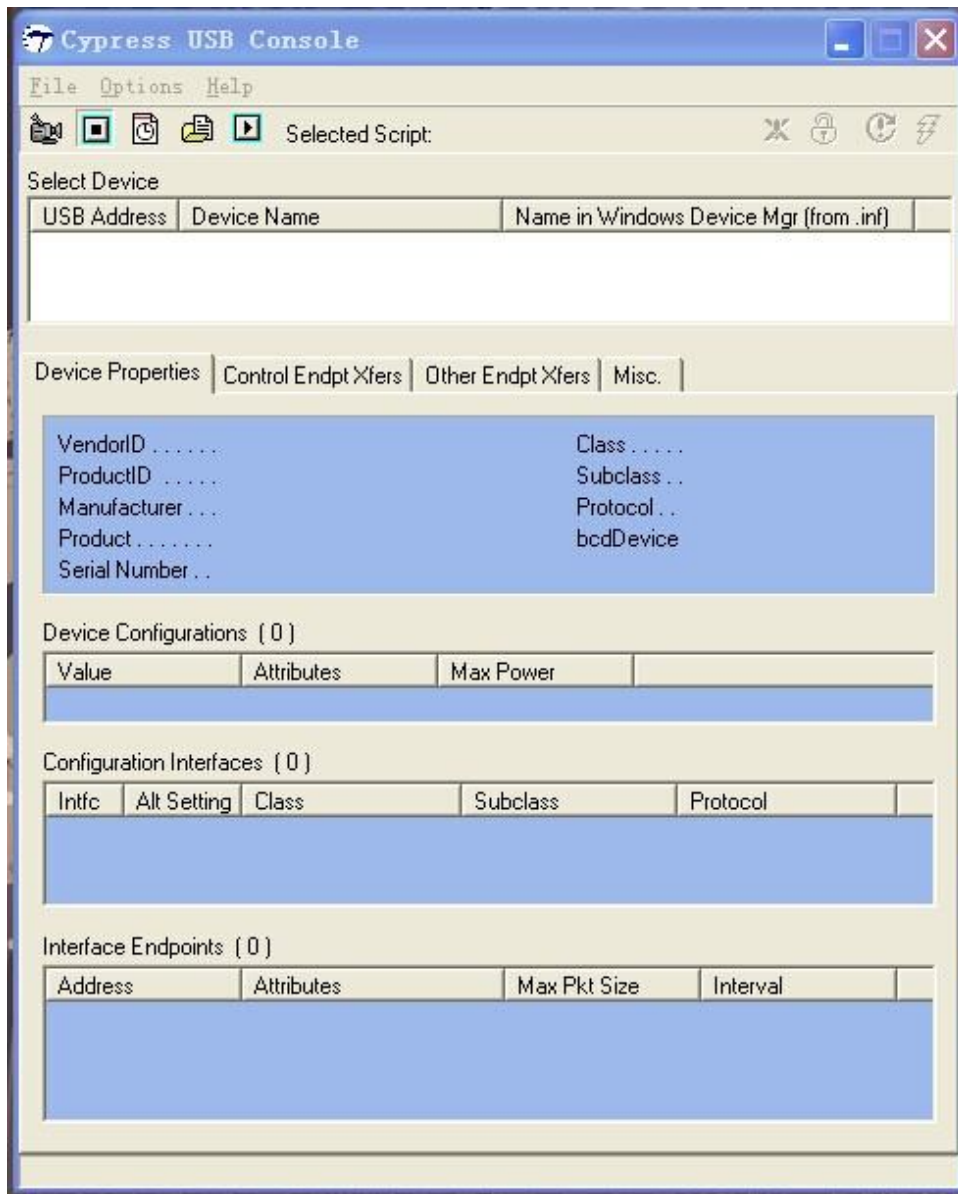 Cypress USB Console
File Options Help
Selected Script:
Select Device
USB Address Device Name Name in Windows Device Mgr (from .inf)
Device Properties Control Endpt Xfers Other Endpt Xfers Misc.
VendorID . . . . . . Class . . . . .
ProductID . . . . . Subclass . .
Manufacturer . . . Protocol . .
Product . . . . . . . bcdDevice
Serial Number . .
Device Configurations ( 0 )
Value Attributes Max Power
Configuration Interfaces ( 0 )
Intfc Alt Setting Class Subclass Protocol
Interface Endpoints ( 0 )
Address Attributes Max Pkt Size Interval